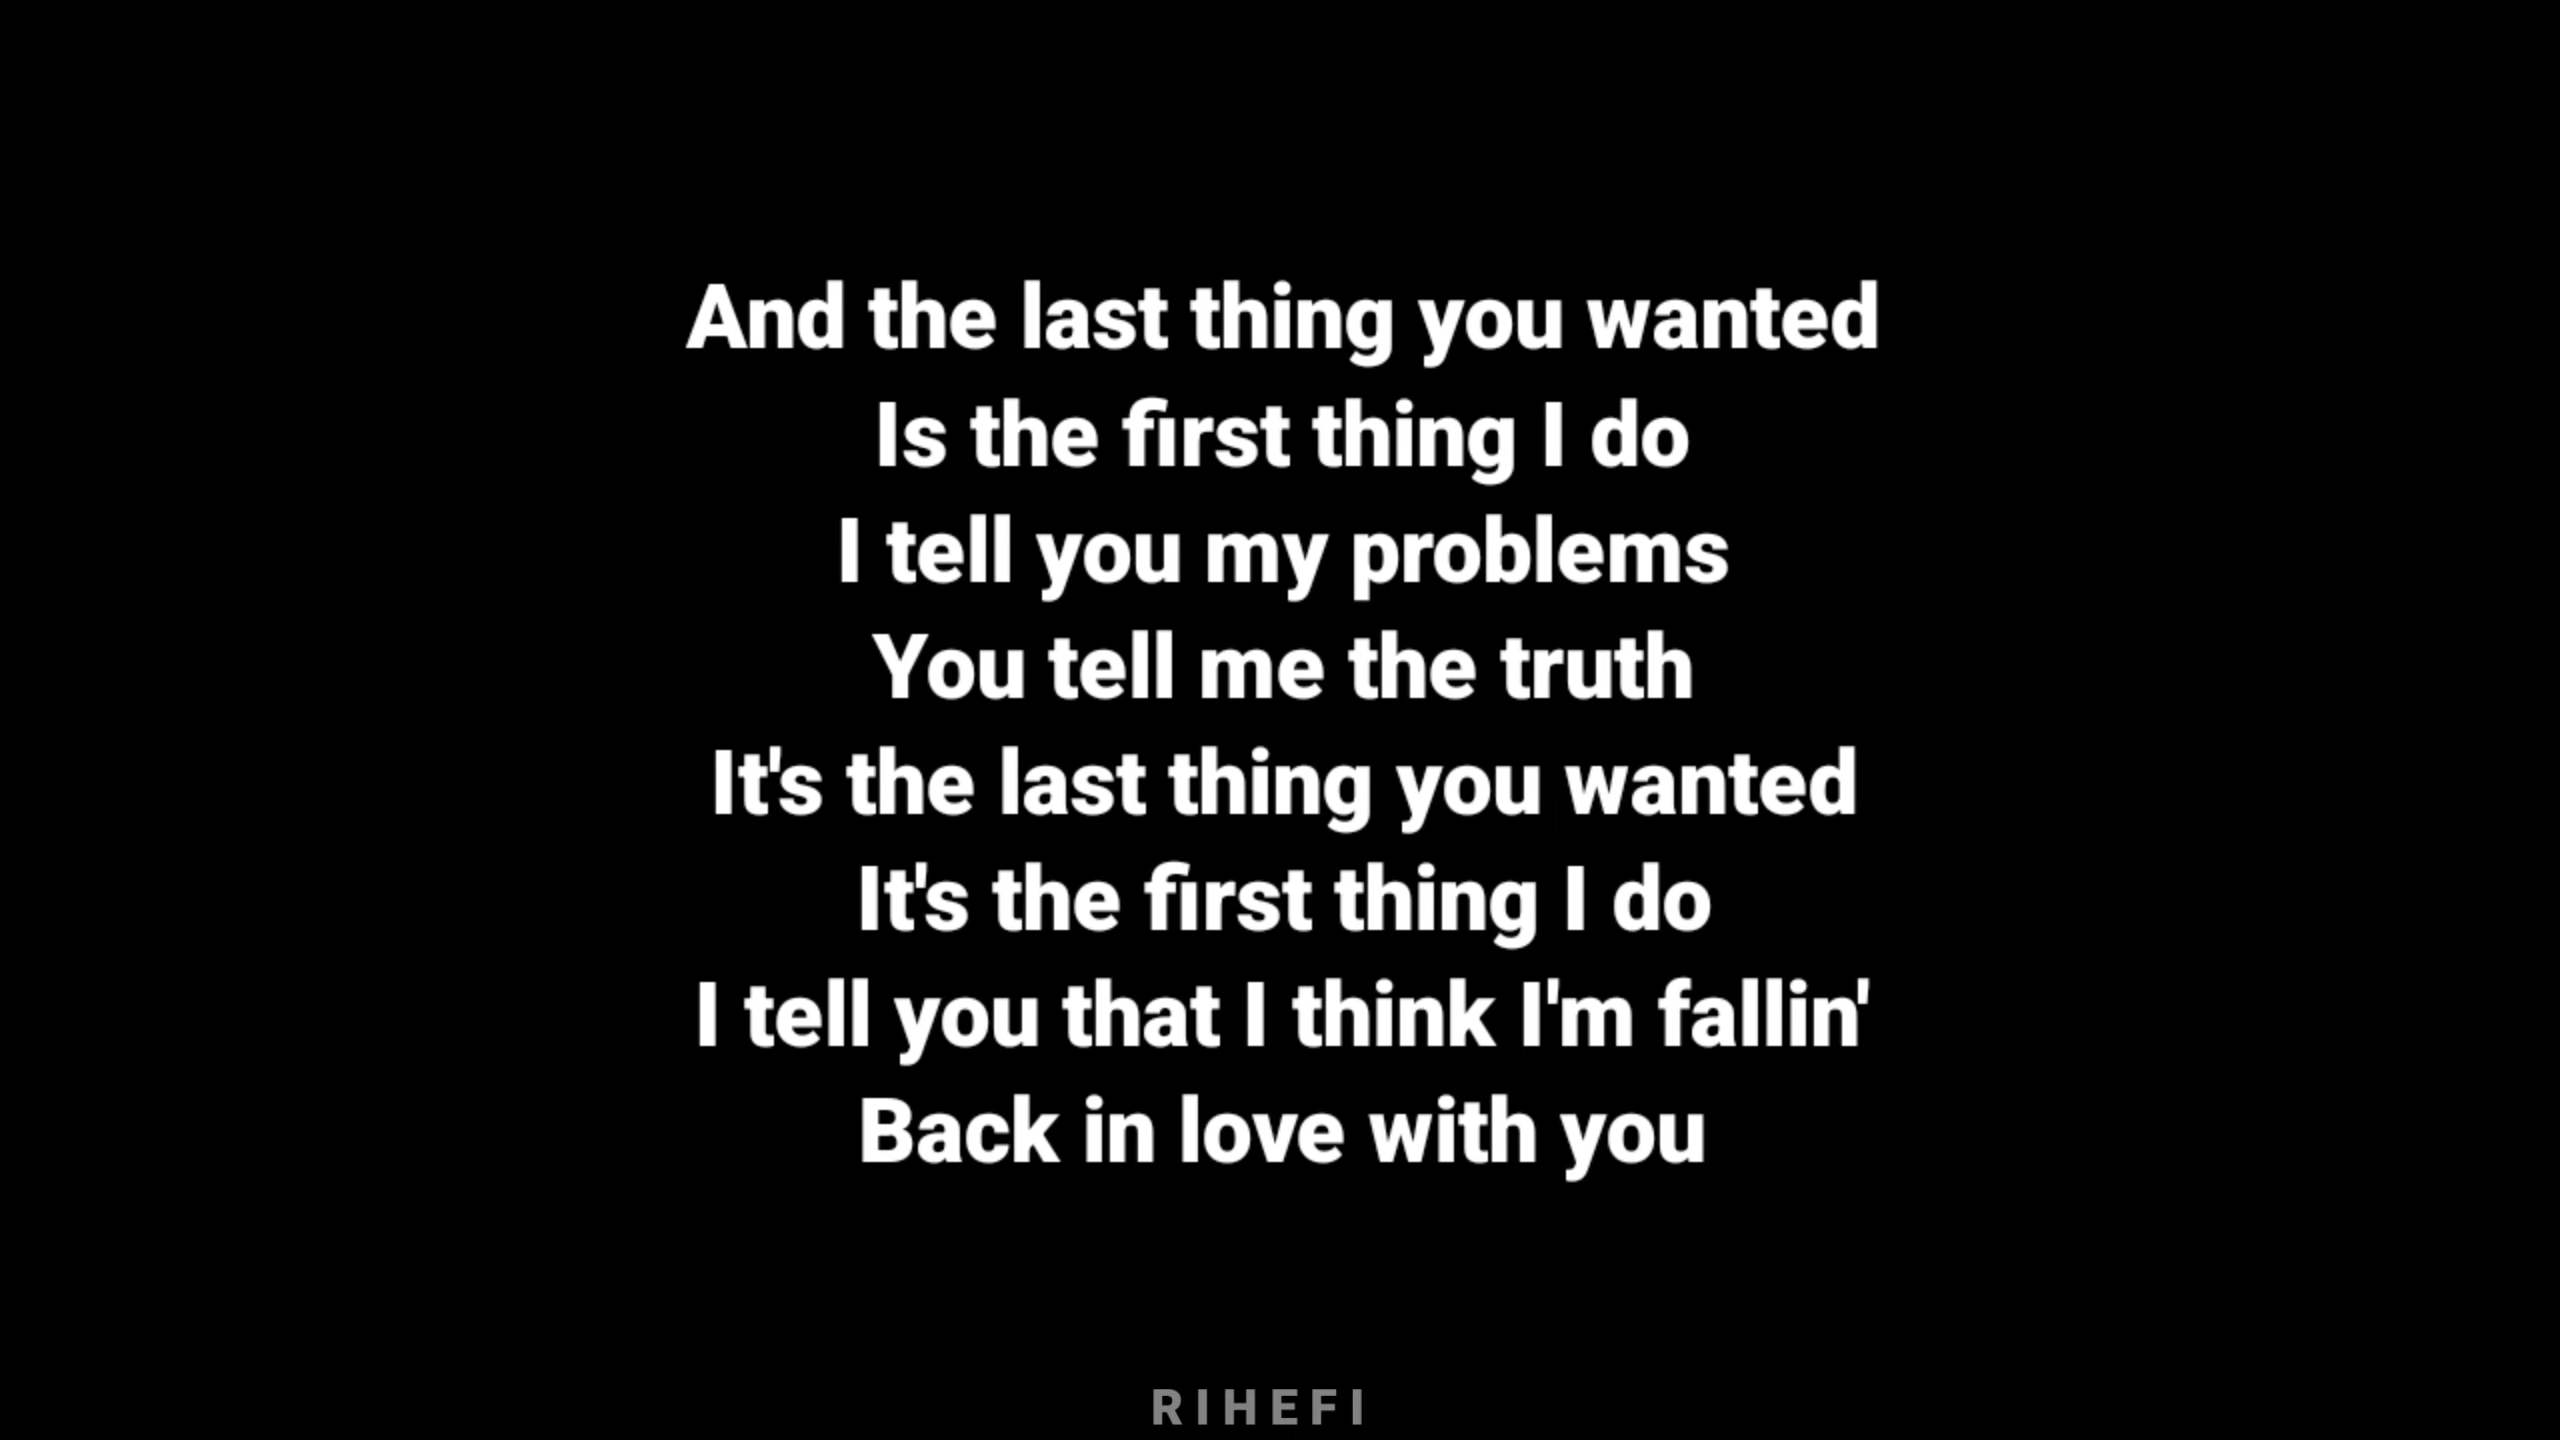 And the last thing you wanted
Is the first thing I do
I tell you my problems
You tell me the truth
It's the last thing you wanted
It's the first thing I do
I tell you that I think I'm fallin'
Back in love with you
RIHEFI